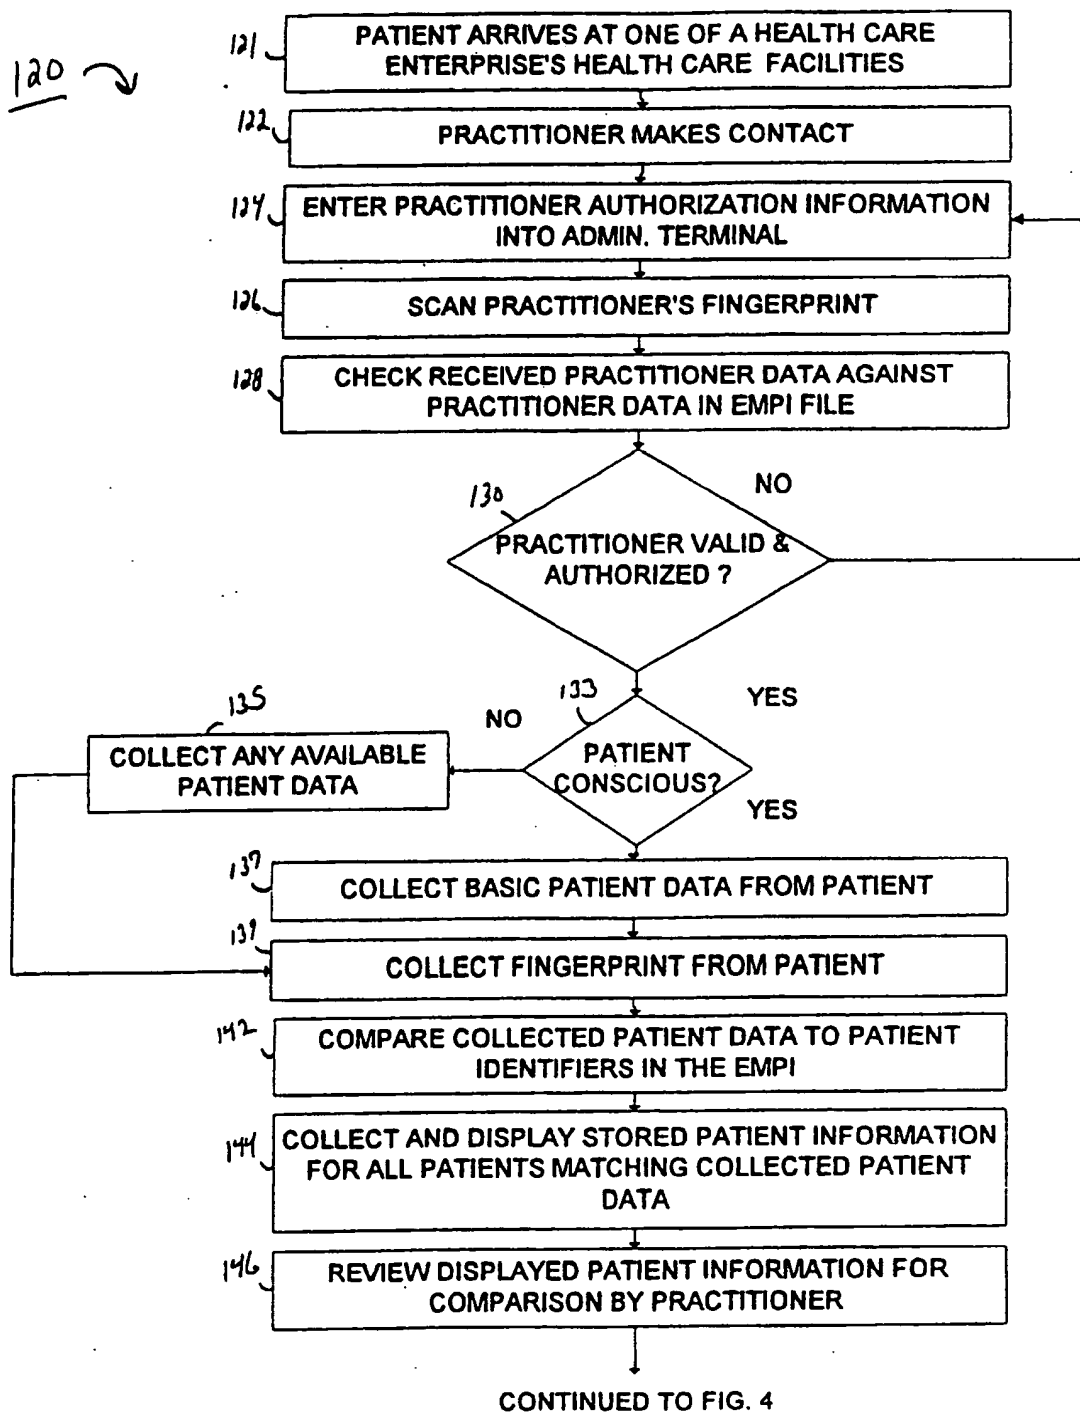 120
121
PATIENT ARRIVES AT ONE OF A HEALTH CARE
ENTERPRISE'S HEALTH CARE FACILITIES
122
PRACTITIONER MAKES CONTACT
124
ENTER PRACTITIONER AUTHORIZATION INFORMATION
INTO ADMIN. TERMINAL
126
SCAN PRACTITIONER'S FINGERPRINT
128
CHECK RECEIVED PRACTITIONER DATA AGAINST
PRACTITIONER DATA IN EMPI FILE
130
NO
PRACTITIONER VALID &
AUTHORIZED ?
133
YES
NO
135
COLLECT ANY AVAILABLE
PATIENT DATA
PATIENT
CONSCIOUS?
YES
137
COLLECT BASIC PATIENT DATA FROM PATIENT
139
COLLECT FINGERPRINT FROM PATIENT
142
COMPARE COLLECTED PATIENT DATA TO PATIENT
IDENTIFIERS IN THE EMPI
144
COLLECT AND DISPLAY STORED PATIENT INFORMATION
FOR ALL PATIENTS MATCHING COLLECTED PATIENT
DATA
146
REVIEW DISPLAYED PATIENT INFORMATION FOR
COMPARISON BY PRACTITIONER
CONTINUED TO FIG. 4